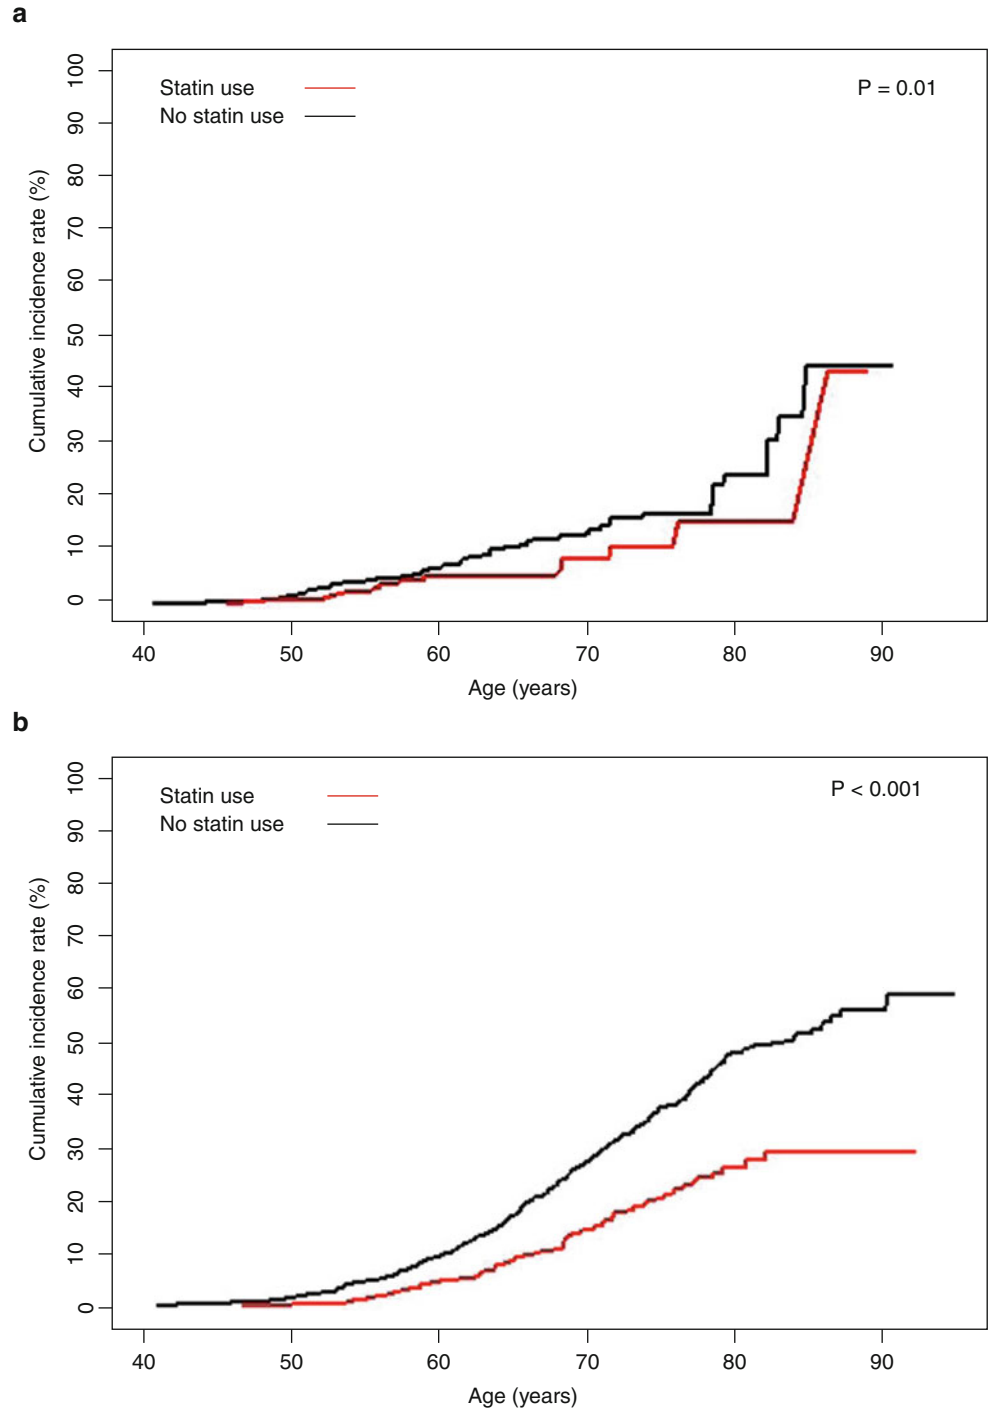 a
Cumulative incidence rate (%)
100
90
80
70
60
50
40
30
20
10
0
Statin use
No statin use
P = 0.01
40 50 60 70 80 90
Age (years)
b
Cumulative incidence rate (%)
100
90
80
70
60
50
40
30
20
10
0
Statin use
No statin use
P < 0.001
40 50 60 70 80 90
Age (years)